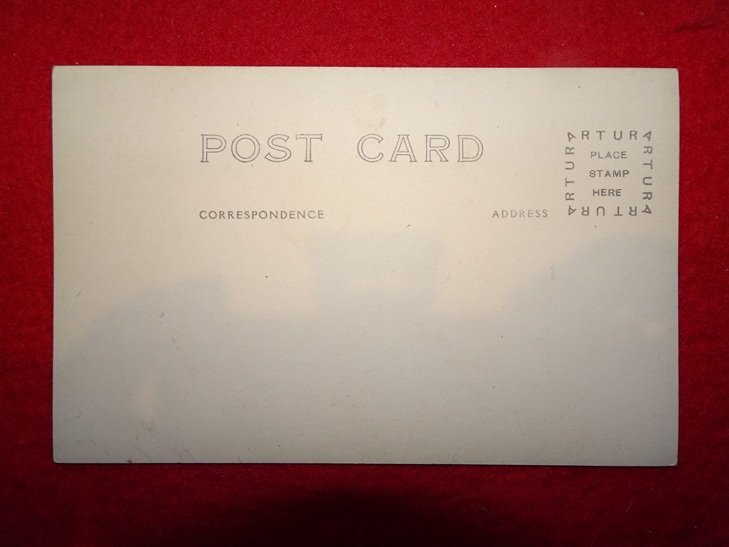 POST CARD
CORRESPONDENCE
ADDRESS
ARTURA
PLACE
STAMP
HERE
ARTURA
ARTURA
ARTURA